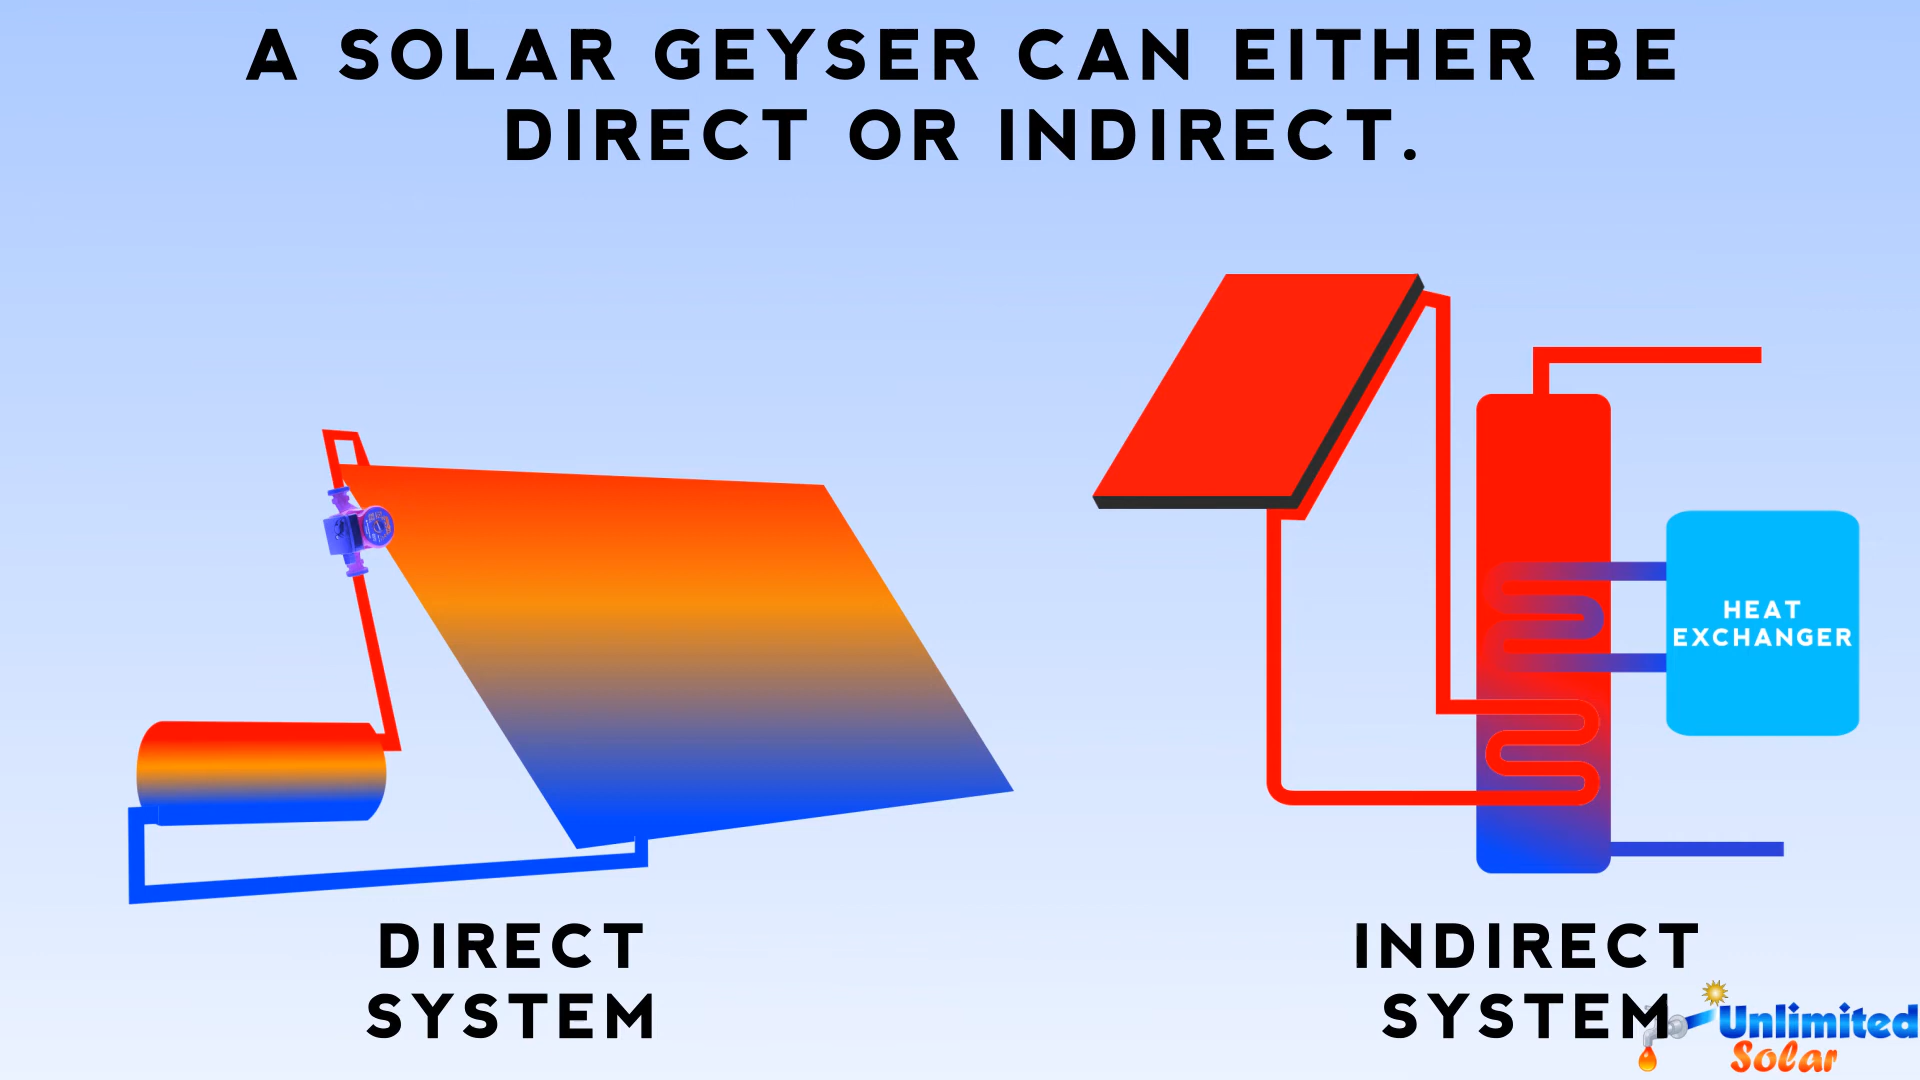 A SOLAR GEYSER CAN EITHER BE
DIRECT OR INDIRECT.
HEAT
EXCHANGER
DIRECT
SYSTEM
INDIRECT
SYSTEM
Unlimited
Solar